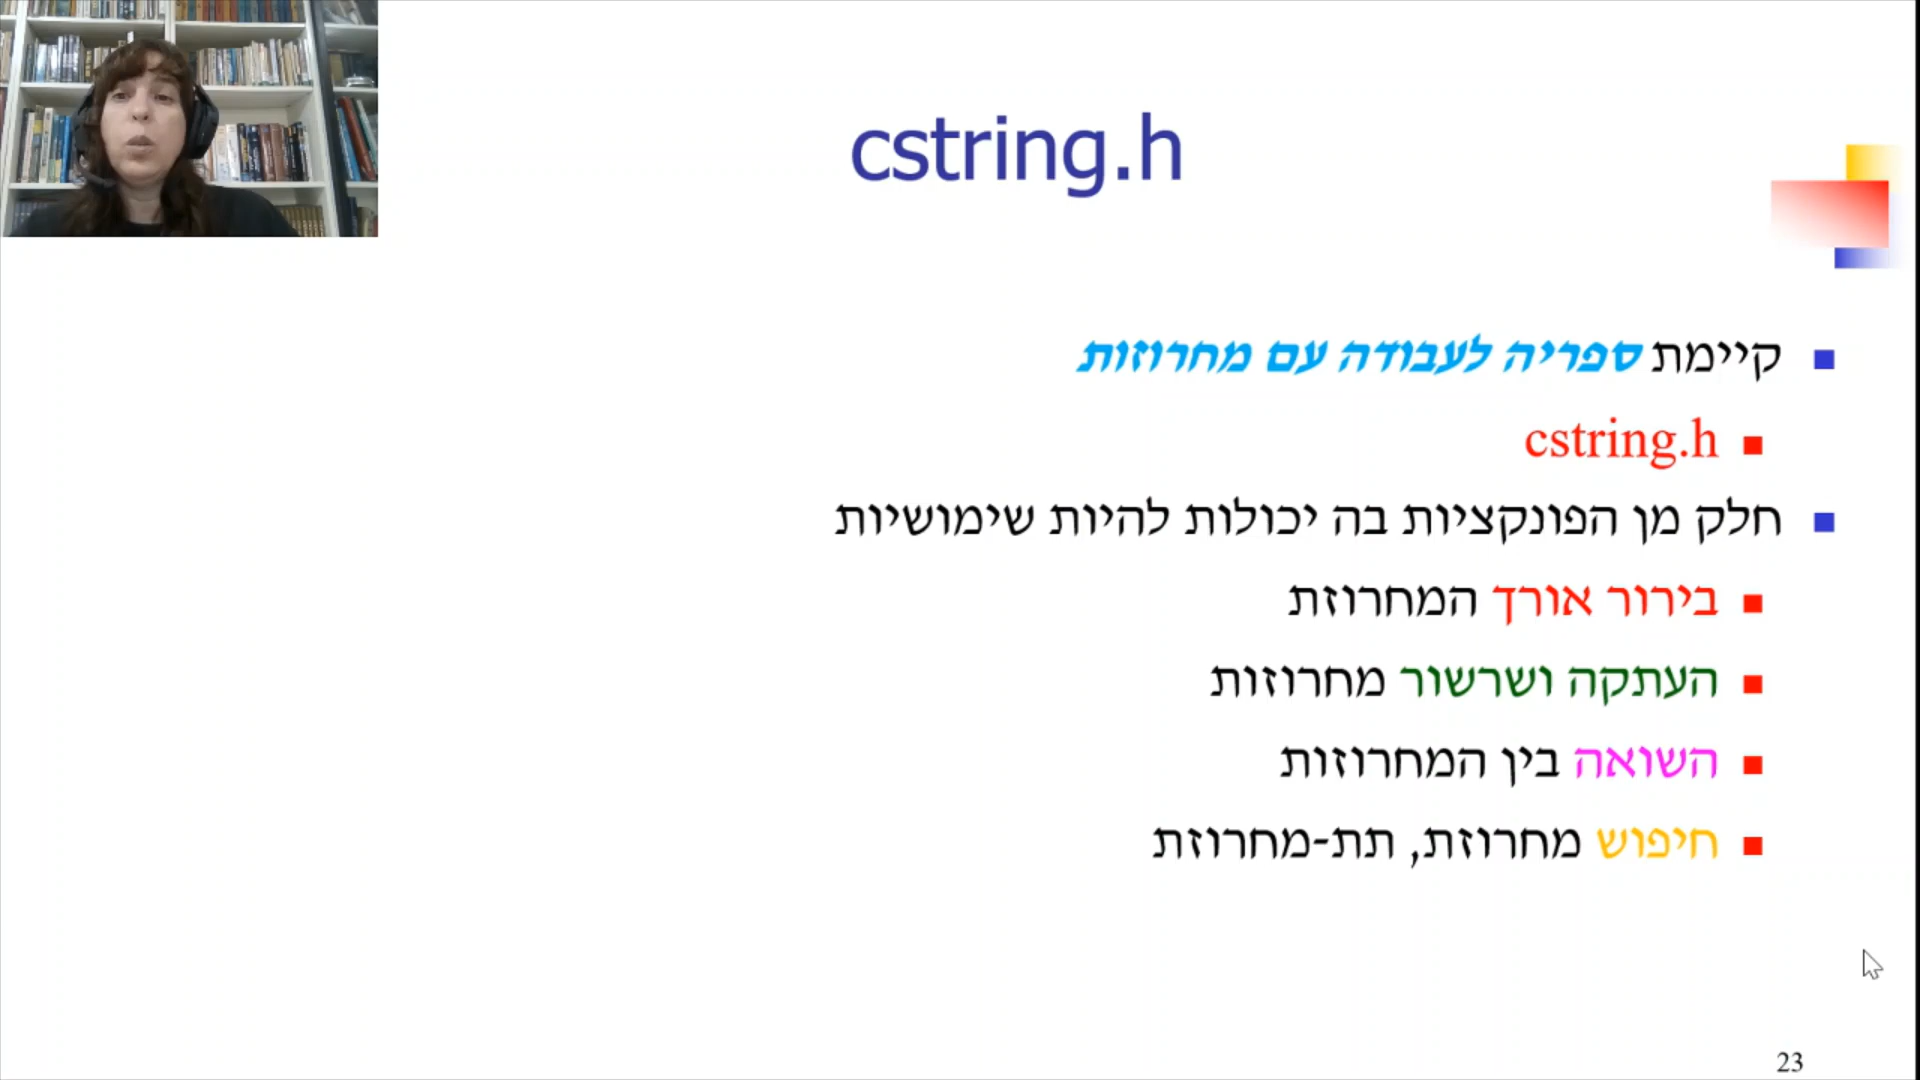 cstring.h
קיימת ספריה לעבודה עם מחרוזות
cstring.h
חלק מן הפונקציות בה יכולות להיות שימושיות
בירור אורך המחרוזת
העתקה ושרשור מחרוזות
השואה בין המחרוזות
חיפוש מחרוזת, תת-מחרוזת
23